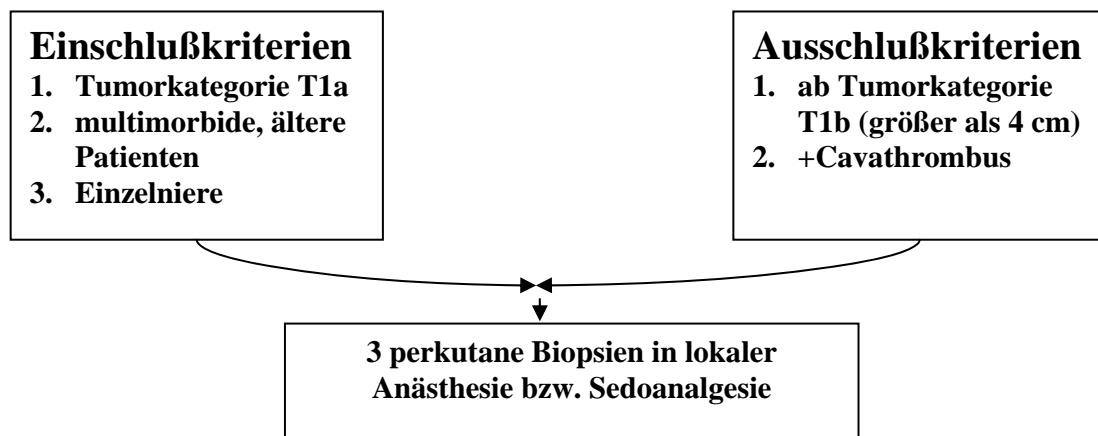 Einschlußkriterien
1. Tumorkategorie T1a
2. multimorbide, ältere
Patienten
3. Einzelniere
Ausschlußkriterien
1. ab Tumorkategorie
T1b (größer als 4 cm)
2. +Cavathrombus
3 perkutane Biopsien in lokaler
Anästhesie bzw. Sedoanalgesie